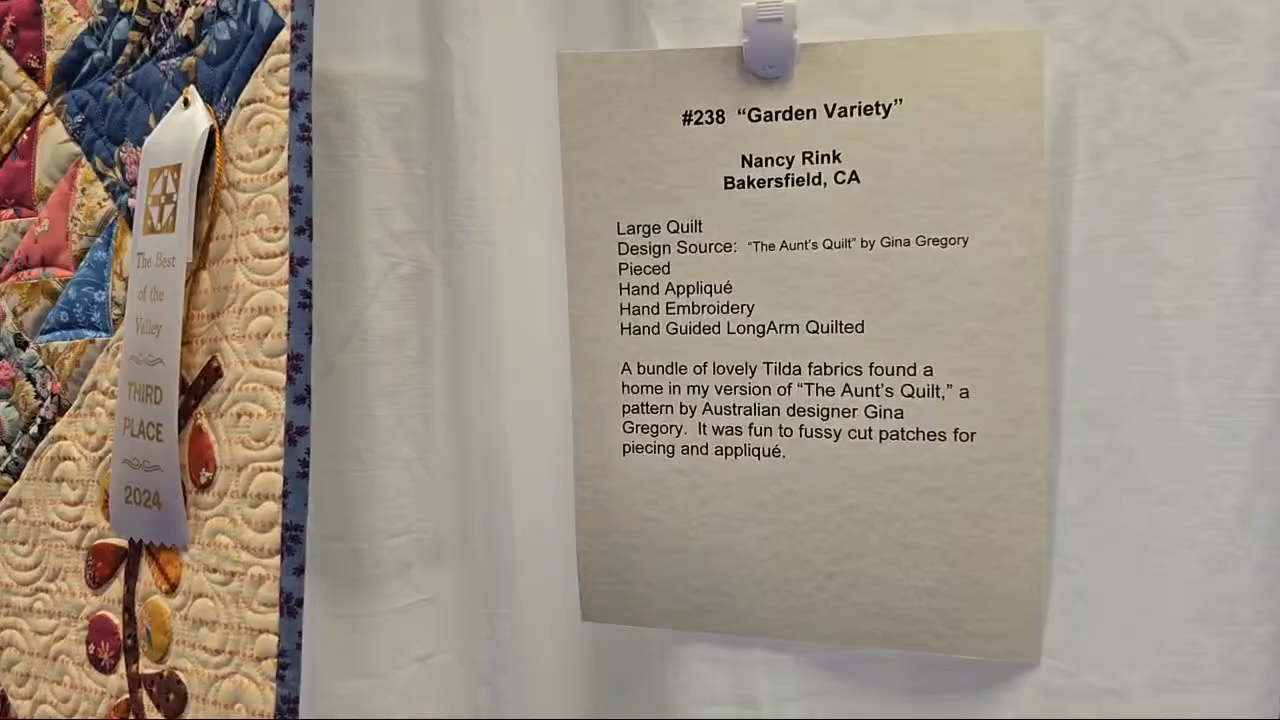 The Best
of the
Valley
THIRD
PLACE
2024
#238 “Garden Variety”
Nancy Rink
Bakersfield, CA
Large Quilt
Design Source: “The Aunt’s Quilt” by Gina Gregory
Pieced
Hand Appliqué
Hand Embroidery
Hand Guided LongArm Quilted
A bundle of lovely Tilda fabrics found a
home in my version of “The Aunt’s Quilt,” a
pattern by Australian designer Gina
Gregory. It was fun to fussy cut patches for
piecing and appliqué.